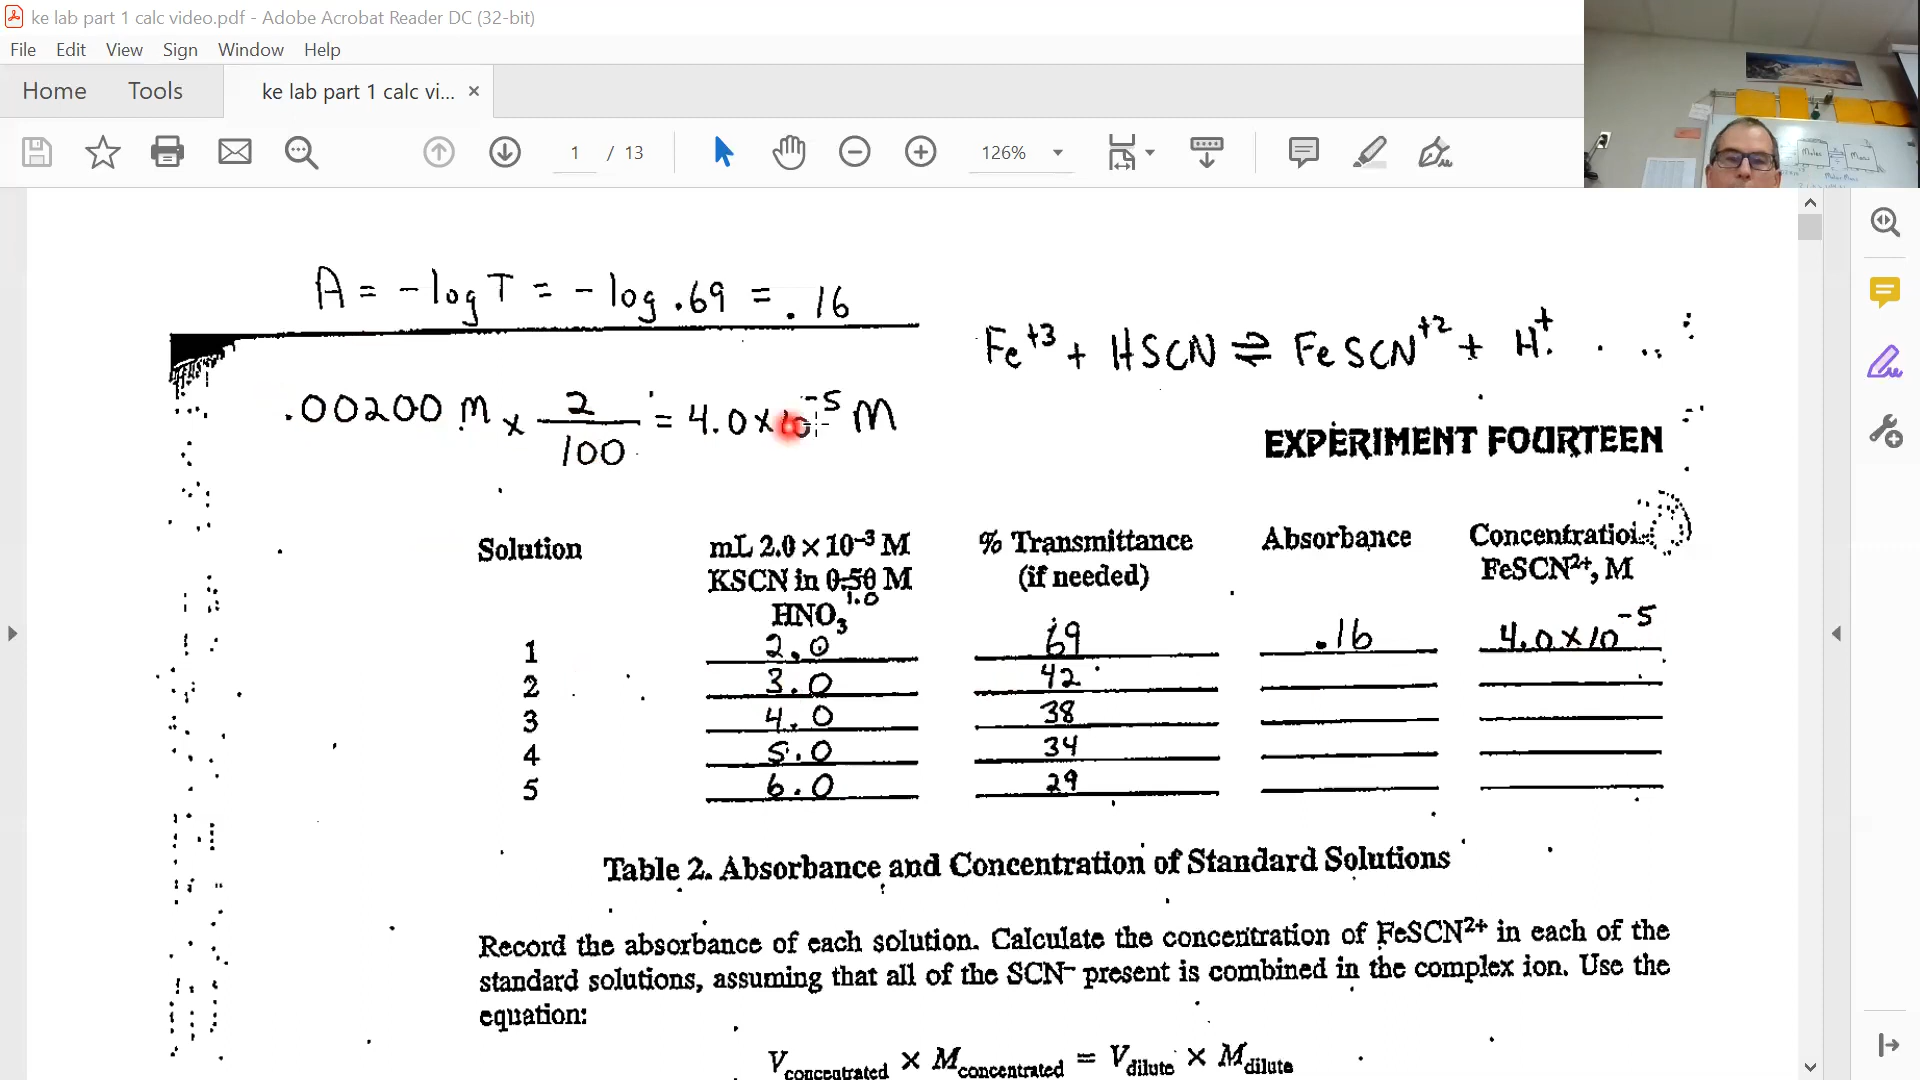 ke lab part 1 calc video.pdf - Adobe Acrobat Reader DC (32-bit)
File Edit View Sign Window Help
Home Tools ke lab part 1 calc vi... ×
1 / 13 126%
A = -log T = -log .69 = .16
Fe+3 + HSCN ⇌ FeSCN+2 + H+
.00200 M x 2/100 = 4.0 x 10-5 M
EXPERIMENT FOURTEEN
Solution
mL 2.0 × 10⁻³ M
KSCN in 0.50 M
1.0
HNO₃
% Transmittance
(if needed)
Absorbance
Concentration
FeSCN²⁺, M
1 2.0 69 .16 4.0 x 10-5
2 3.0 42
3 4.0 38
4 5.0 34
5 6.0 29
Table 2. Absorbance and Concentration of Standard Solutions
Record the absorbance of each solution. Calculate the concentration of FeSCN²⁺ in each of the
standard solutions, assuming that all of the SCN⁻ present is combined in the complex ion. Use the
equation:
Vconcentrated × Mconcentrated = Vdilute × Mdilute